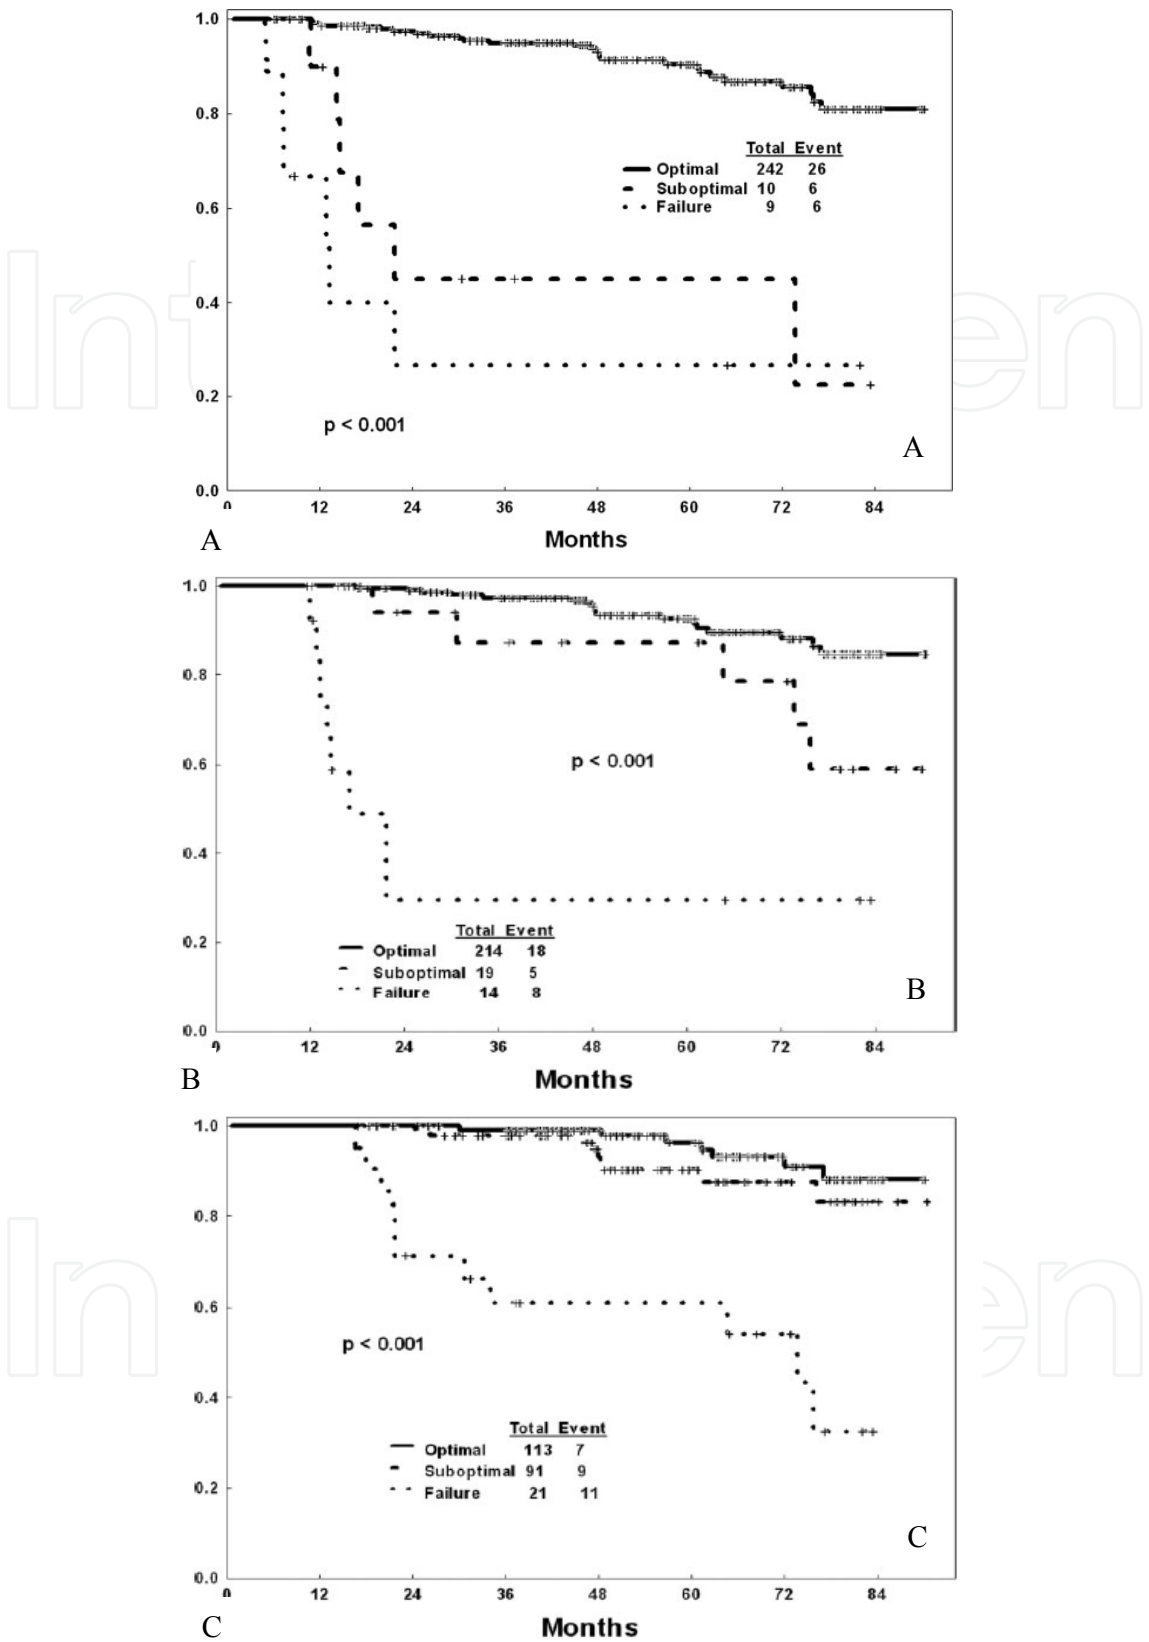 1.0
0.8
Total Event
Optimal 242 26
Suboptimal 10 6
Failure 9 6
0.6
0.4
0.2
p < 0.001
A
0.0
0 12 24 36 48 60 72 84
Months
A
1.0
0.8
p < 0.001
0.6
0.4
Total Event
Optimal 214 18
0.2
Suboptimal 19 5
Failure 14 8
B
0.0
0 12 24 36 48 60 72 84
Months
B
1.0
0.8
0.6
p < 0.001
0.4
Total Event
Optimal 113 7
Suboptimal 91 9
0.2
Failure 21 11
C
0.0
0 12 24 36 48 60 72 84
Months
C